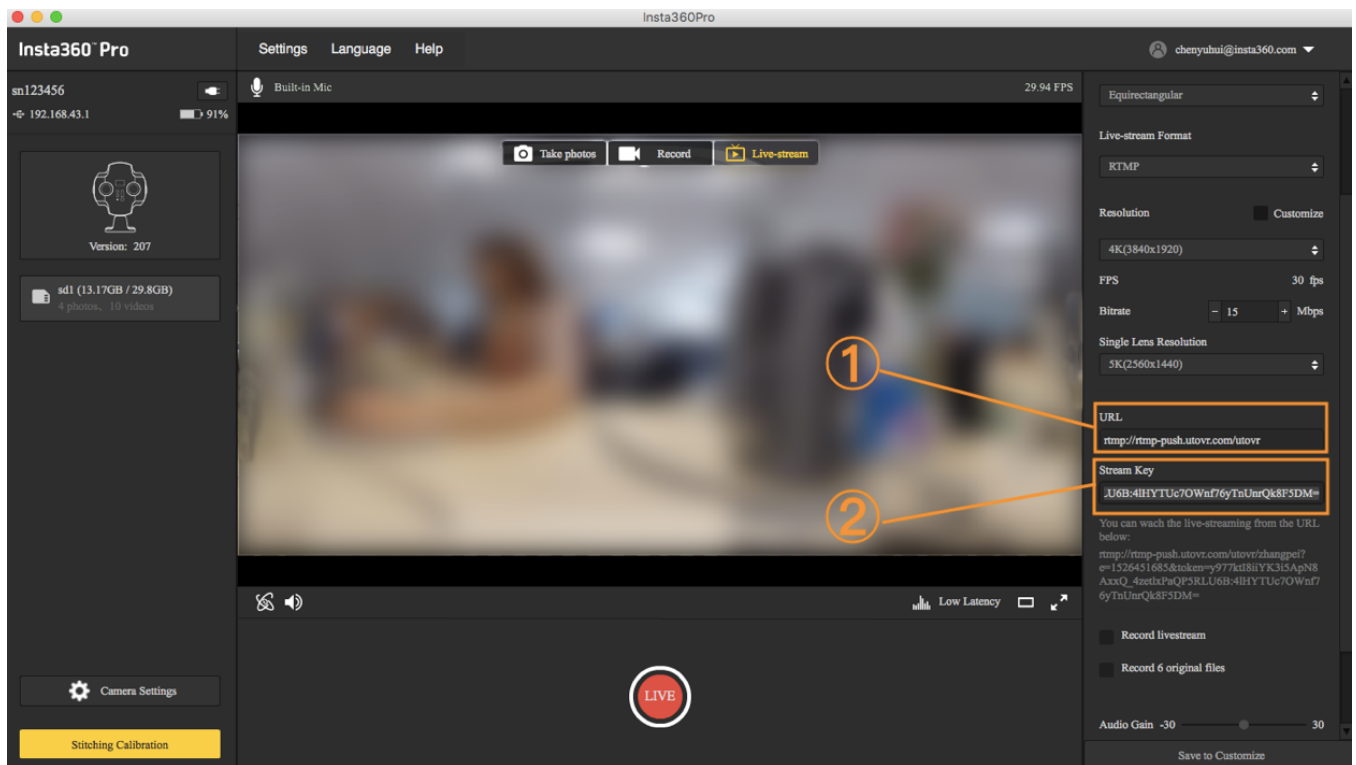 Insta360Pro
Insta360™ Pro
Settings Language Help
chenyuhui@insta360.com
sn123456
192.168.43.1 91%
Version: 207
sd1 (13.17GB / 29.8GB)
4 photos、10 videos
Camera Settings
Stitching Calibration
Built-in Mic 29.94 FPS
Take photos Record Live-stream
①
②
Low Latency
LIVE
Equirectangular
Live-stream Format
RTMP
Resolution Customize
4K(3840x1920)
FPS 30 fps
Bitrate - 15 + Mbps
Single Lens Resolution
5K(2560x1440)
URL
rtmp://rtmp-push.utovr.com/utovr
Stream Key
.U6B:4lHYTUc7OWnf76yTnUnrQk8F5DM=
You can wach the live-streaming from the URL
below:
rtmp://rtmp-push.utovr.com/utovr/zhangpei?
e=1526451685&token=y977ktI8iiYK3i5ApN8
AxxQ_4zetlxPaQP5RLU6B:4lHYTUc7OWnf7
6yTnUnrQk8F5DM=
Record livestream
Record 6 original files
Audio Gain -30 30
Save to Customize